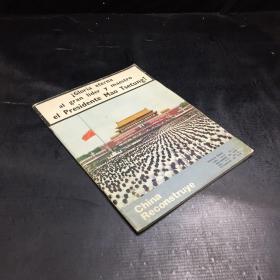 ¡Gloria eterna
al gran líder y maestro
el Presidente Mao Tsetung!
China
Reconstruye